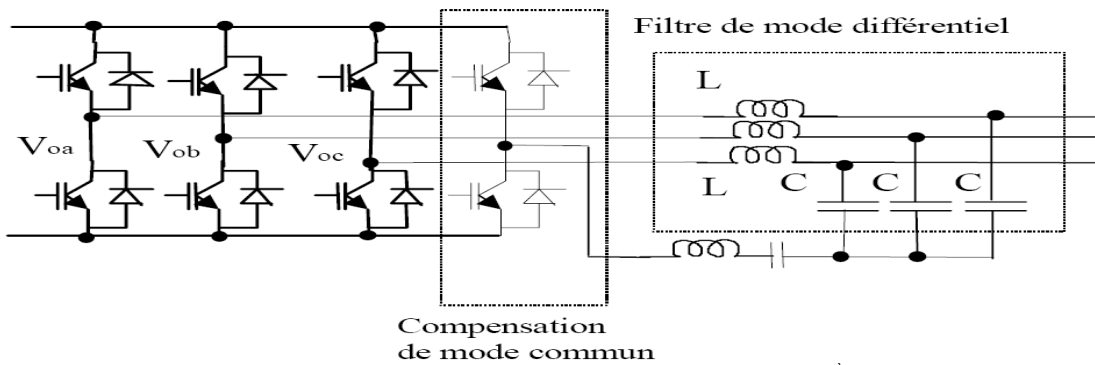 Filtre de mode différentiel
L
Voa
Vob
Voc
L
C
C
C
Compensation
de mode commun